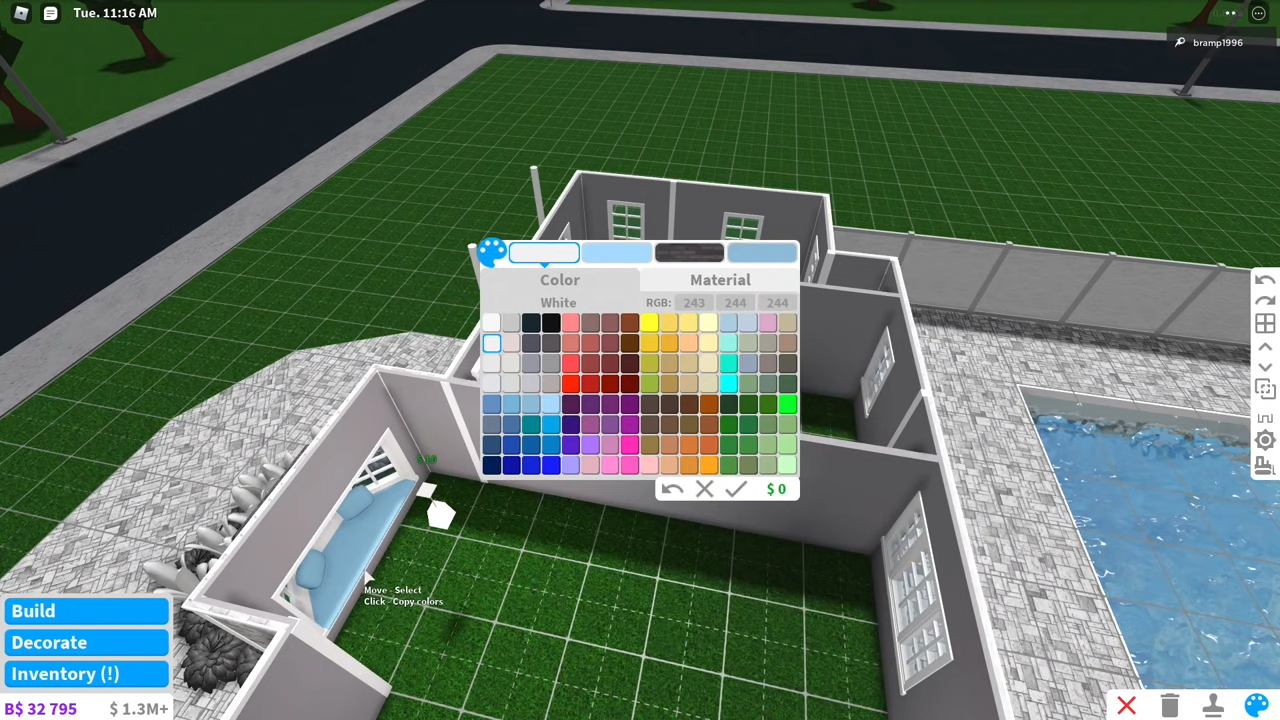 Tue. 11:16 AM
bramp1996
Color
Material
White
RGB: 243 244 244
$ 0
Move - Select
Click - Copy colors
Build
Decorate
Inventory (!)
B$ 32 795
$ 1.3M+